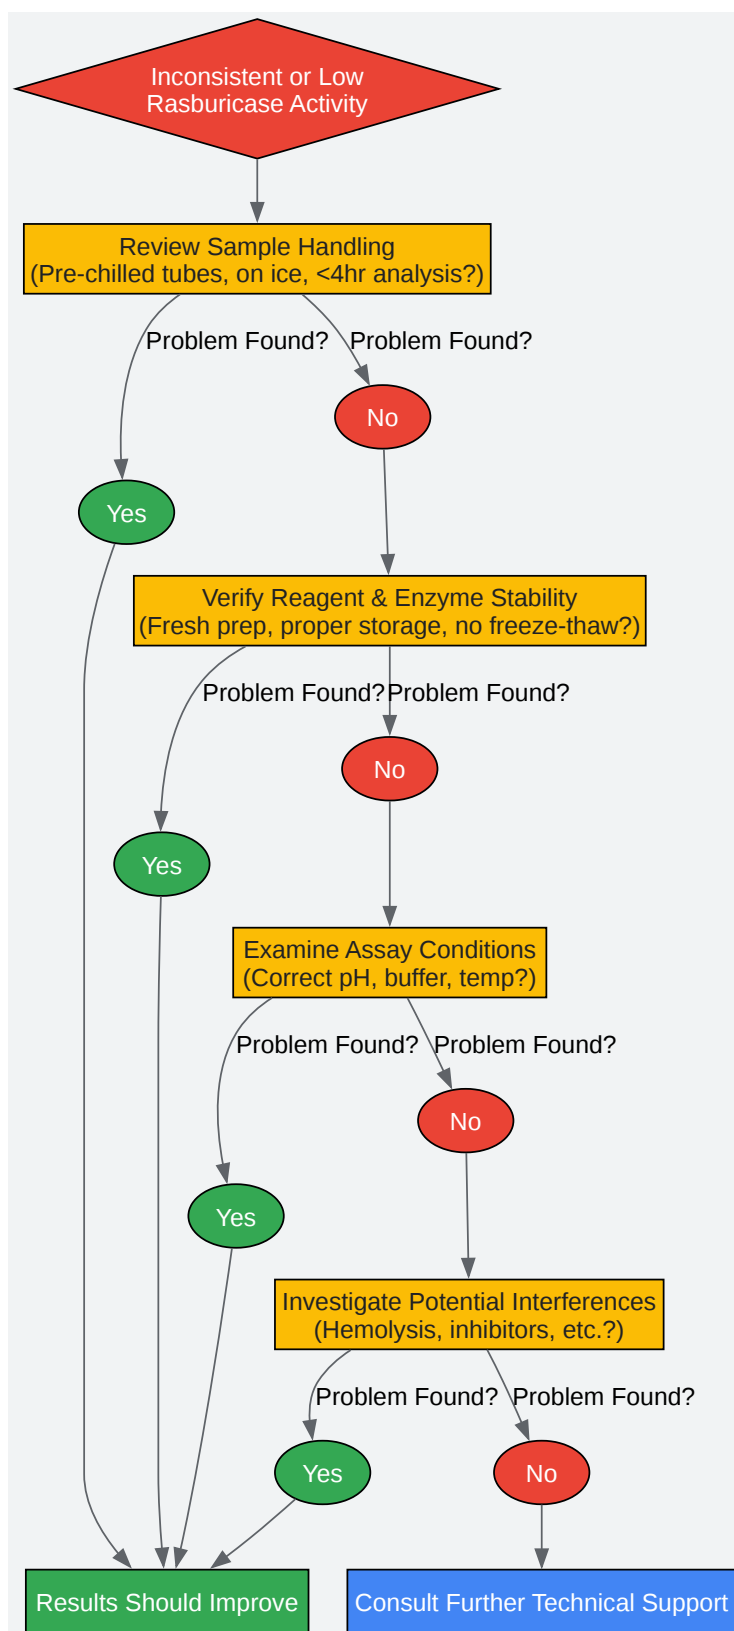 Inconsistent or Low
Rasburicase Activity
Review Sample Handling
(Pre-chilled tubes, on ice, <4hr analysis?)
Problem Found?
Problem Found?
No
Yes
Verify Reagent & Enzyme Stability
(Fresh prep, proper storage, no freeze-thaw?)
Problem Found?
Problem Found?
No
Yes
Examine Assay Conditions
(Correct pH, buffer, temp?)
Problem Found?
Problem Found?
No
Yes
Investigate Potential Interferences
(Hemolysis, inhibitors, etc.?)
Problem Found?
Problem Found?
Yes
No
Results Should Improve
Consult Further Technical Support